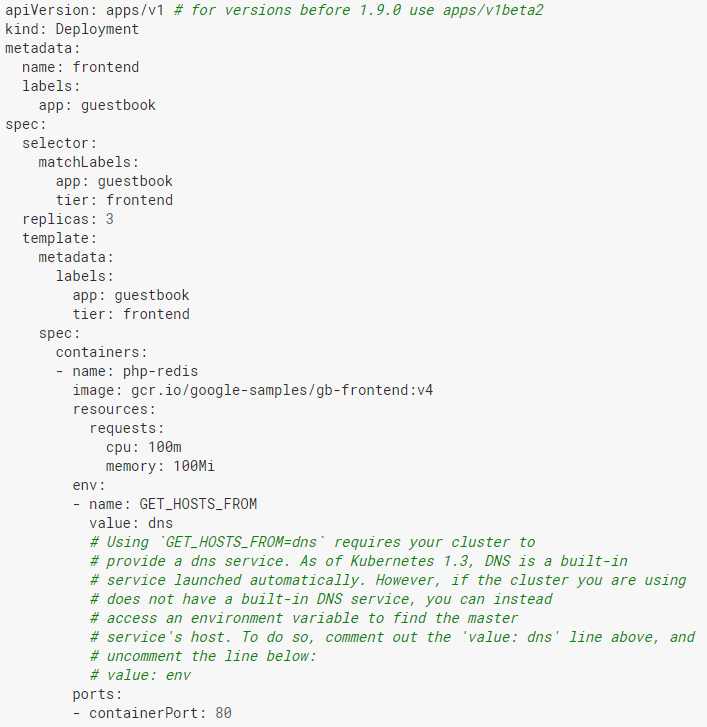 apiVersion: apps/v1 # for versions before 1.9.0 use apps/v1beta2
kind: Deployment
metadata:
  name: frontend
  labels:
    app: guestbook
spec:
  selector:
    matchLabels:
      app: guestbook
      tier: frontend
  replicas: 3
  template:
    metadata:
      labels:
        app: guestbook
        tier: frontend
    spec:
      containers:
      - name: php-redis
        image: gcr.io/google-samples/gb-frontend:v4
        resources:
          requests:
            cpu: 100m
            memory: 100Mi
        env:
        - name: GET_HOSTS_FROM
          value: dns
          # Using `GET_HOSTS_FROM=dns` requires your cluster to
          # provide a dns service. As of Kubernetes 1.3, DNS is a built-in
          # service launched automatically. However, if the cluster you are using
          # does not have a built-in DNS service, you can instead
          # access an environment variable to find the master
          # service's host. To do so, comment out the 'value: dns' line above, and
          # uncomment the line below:
          # value: env
        ports:
        - containerPort: 80